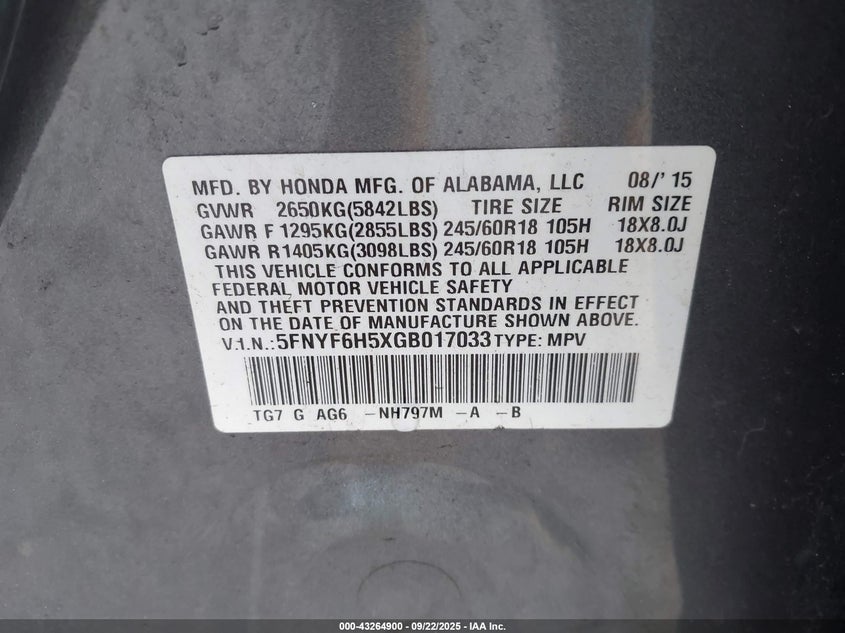 MFD. BY HONDA MFG. OF ALABAMA, LLC 08/' 15
GVWR 2650KG(5842LBS) TIRE SIZE RIM SIZE
GAWR F 1295KG(2855LBS) 245/60R18 105H 18X8.0J
GAWR R1405KG(3098LBS) 245/60R18 105H 18X8.0J
THIS VEHICLE CONFORMS TO ALL APPLICABLE
FEDERAL MOTOR VEHICLE SAFETY
AND THEFT PREVENTION STANDARDS IN EFFECT
ON THE DATE OF MANUFACTURE SHOWN ABOVE.
V.I.N.:5FNYF6H5XGB017033 TYPE: MPV
TG7 G AG6 -NH797M -A -B
000-43264900 - 09/22/2025 - IAA Inc.